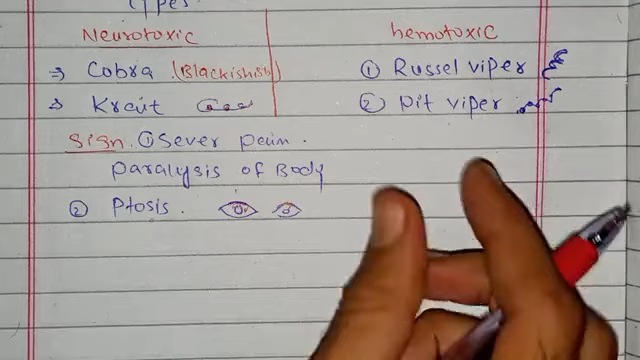 Types
Neurotoxic hemotoxic
⇒ Cobra (Blackishish) ① Russel viper
⇒ Krait ② Pit viper
Sign. ① Sever pain.
paralysis of Body
② Ptosis.